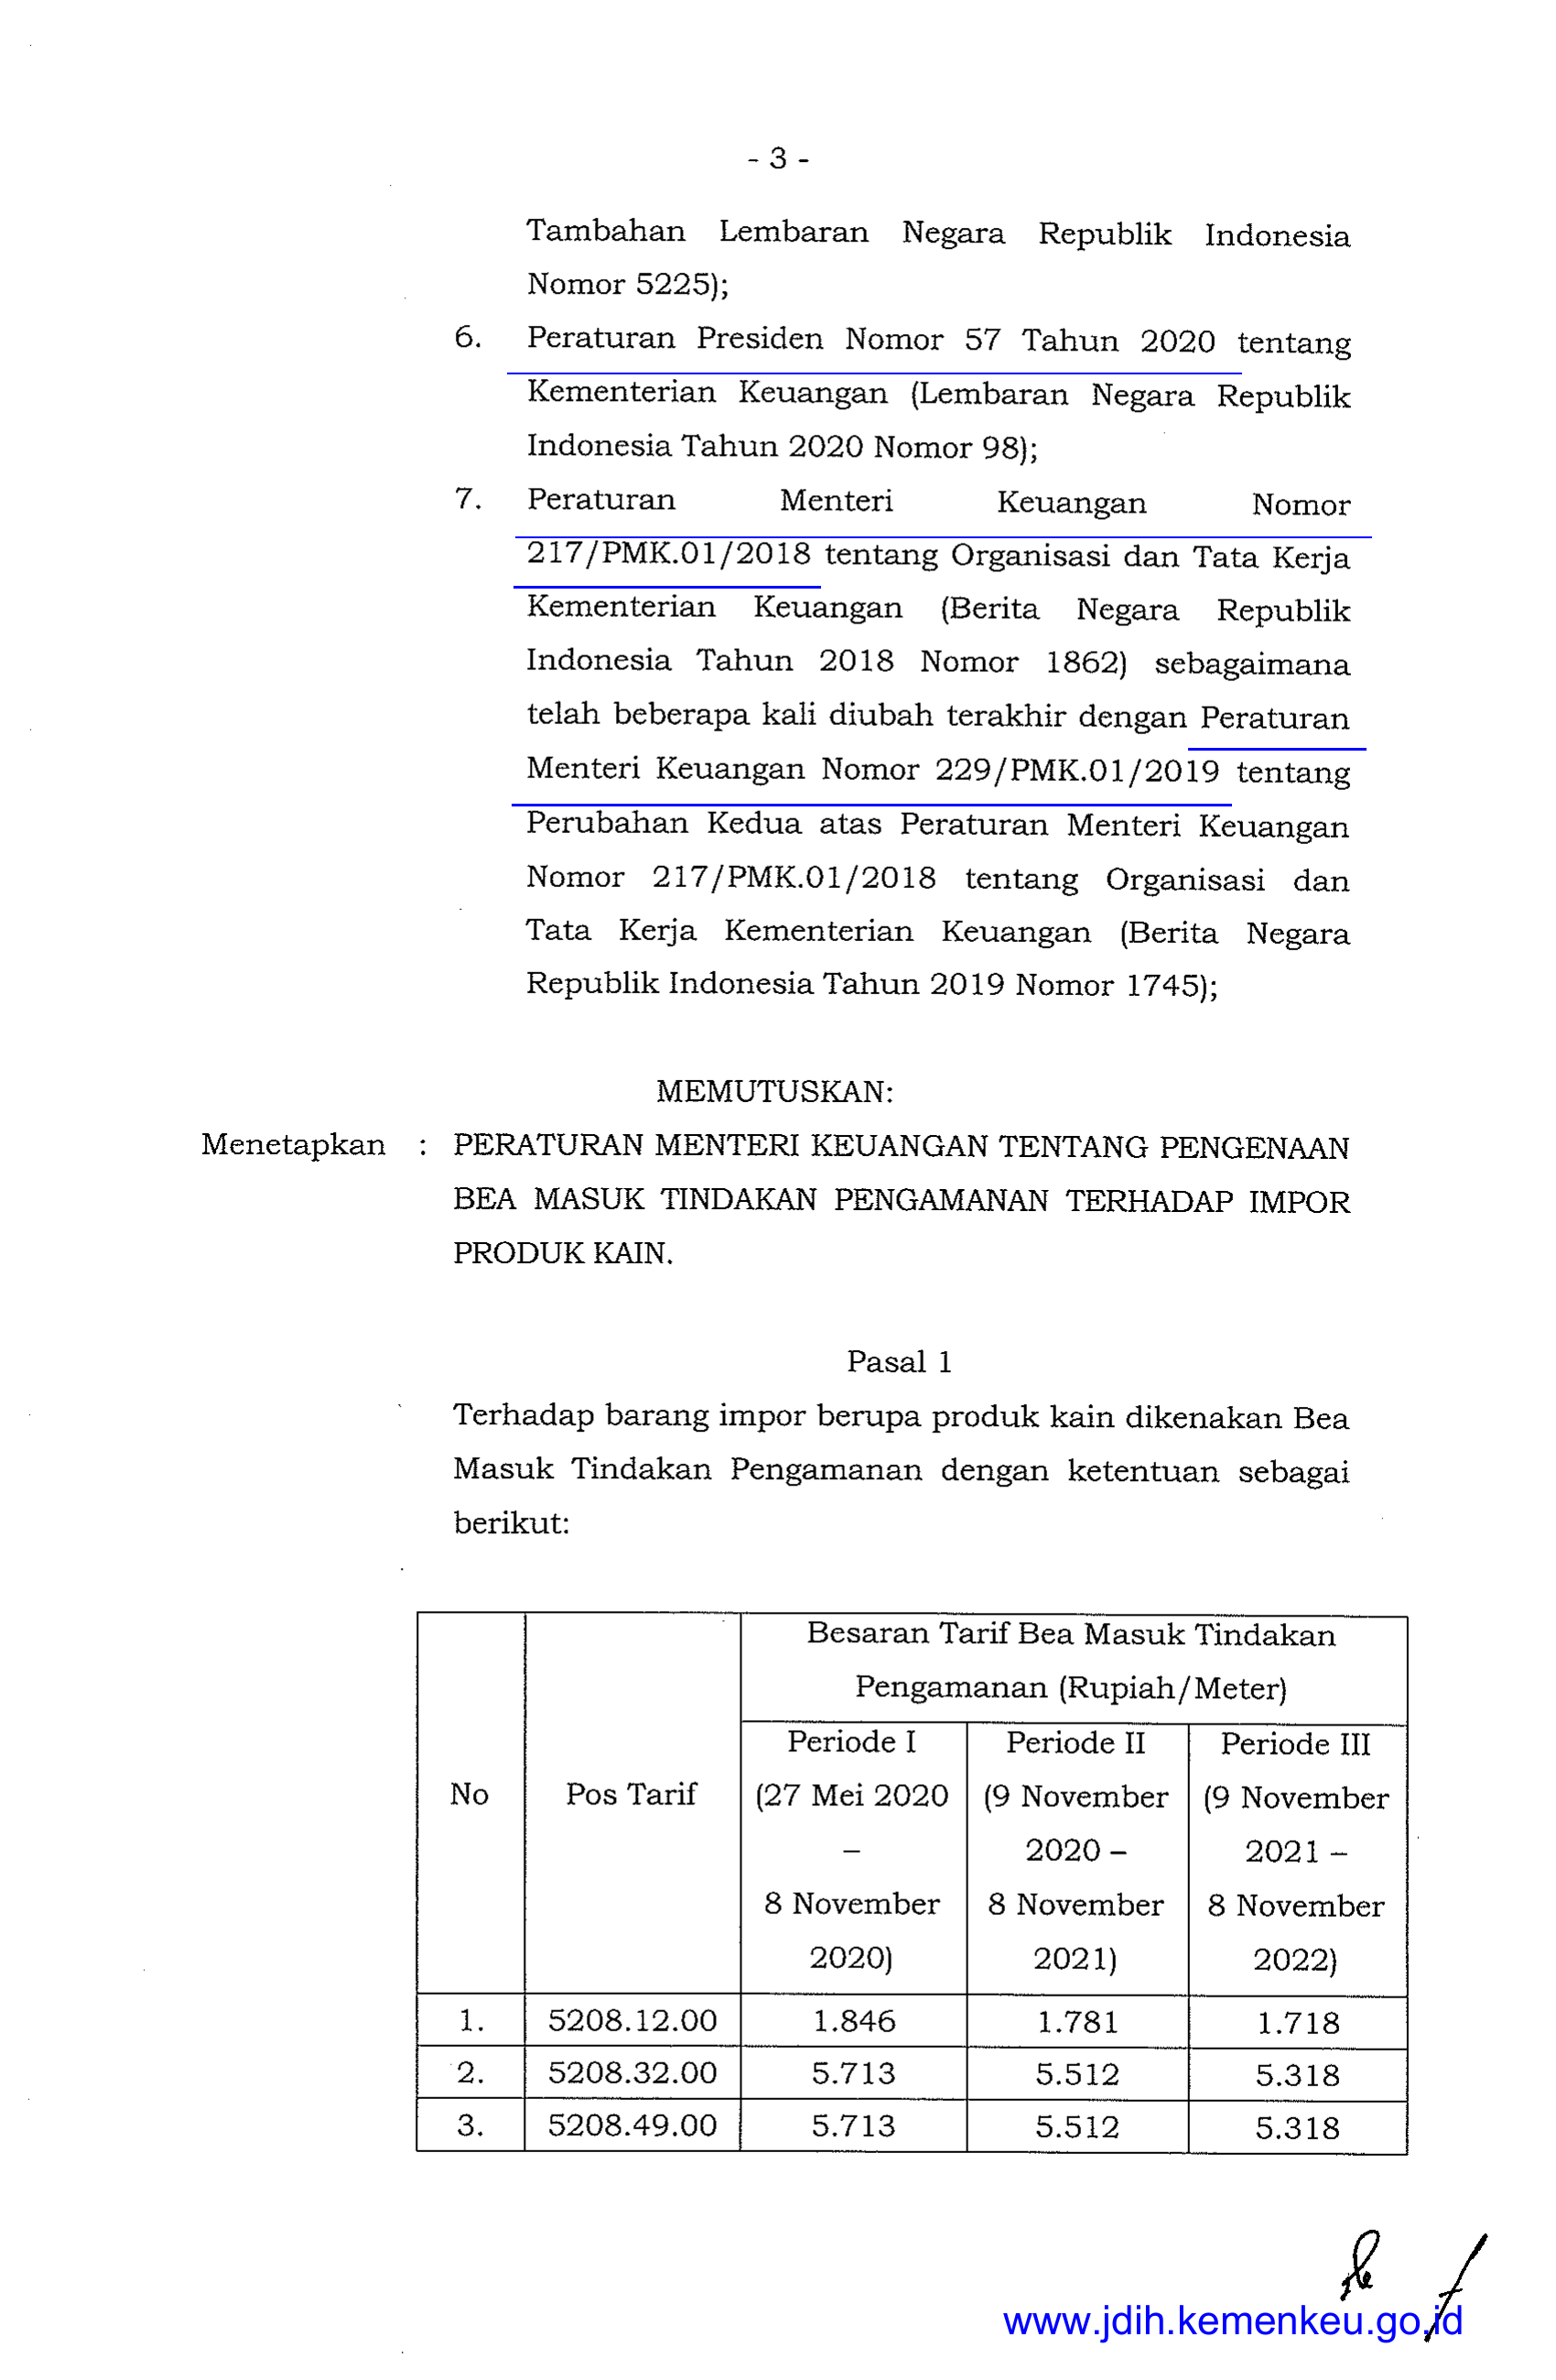 - 3 -
Tambahan Lembaran Negara Republik Indonesia
Nomor 5225);
6. Peraturan Presiden Nomor 57 Tahun 2020 tentang
Kementerian Keuangan (Lembaran Negara Republik
Indonesia Tahun 2020 Nomor 98);
7. Peraturan Menteri Keuangan Nomor
217/PMK.01/2018 tentang Organisasi dan Tata Kerja
Kementerian Keuangan (Berita Negara Republik
Indonesia Tahun 2018 Nomor 1862) sebagaimana
telah beberapa kali diubah terakhir dengan Peraturan
Menteri Keuangan Nomor 229/PMK.01/2019 tentang
Perubahan Kedua atas Peraturan Menteri Keuangan
Nomor 217/PMK.01/2018 tentang Organisasi dan
Tata Kerja Kementerian Keuangan (Berita Negara
Republik Indonesia Tahun 2019 Nomor 1745);
MEMUTUSKAN:
Menetapkan : PERATURAN MENTERI KEUANGAN TENTANG PENGENAAN
BEA MASUK TINDAKAN PENGAMANAN TERHADAP IMPOR
PRODUK KAIN.
Pasal 1
Terhadap barang impor berupa produk kain dikenakan Bea
Masuk Tindakan Pengamanan dengan ketentuan sebagai
berikut:
Besaran Tarif Bea Masuk Tindakan
Pengamanan (Rupiah/Meter)
Periode I Periode II Periode III
No Pos Tarif (27 Mei 2020 (9 November (9 November
– 2020 – 2021 –
8 November 8 November 8 November
2020) 2021) 2022)
1. 5208.12.00 1.846 1.781 1.718
2. 5208.32.00 5.713 5.512 5.318
3. 5208.49.00 5.713 5.512 5.318
www.jdih.kemenkeu.go.id